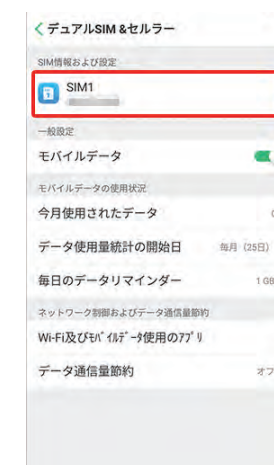 デュアルSIM &セルラー
SIM情報および設定
SIM1
一般設定
モバイルデータ
モバイルデータの使用状況
今月使用されたデータ
データ使用量統計の開始日 毎月 (25日)
毎日のデータリマインダー 1 GB
ネットワーク制御およびデータ通信量節約
Wi-Fi及びﾓﾊﾞｲﾙﾃﾞｰﾀ使用のｱﾌﾟﾘ
データ通信量節約 オフ